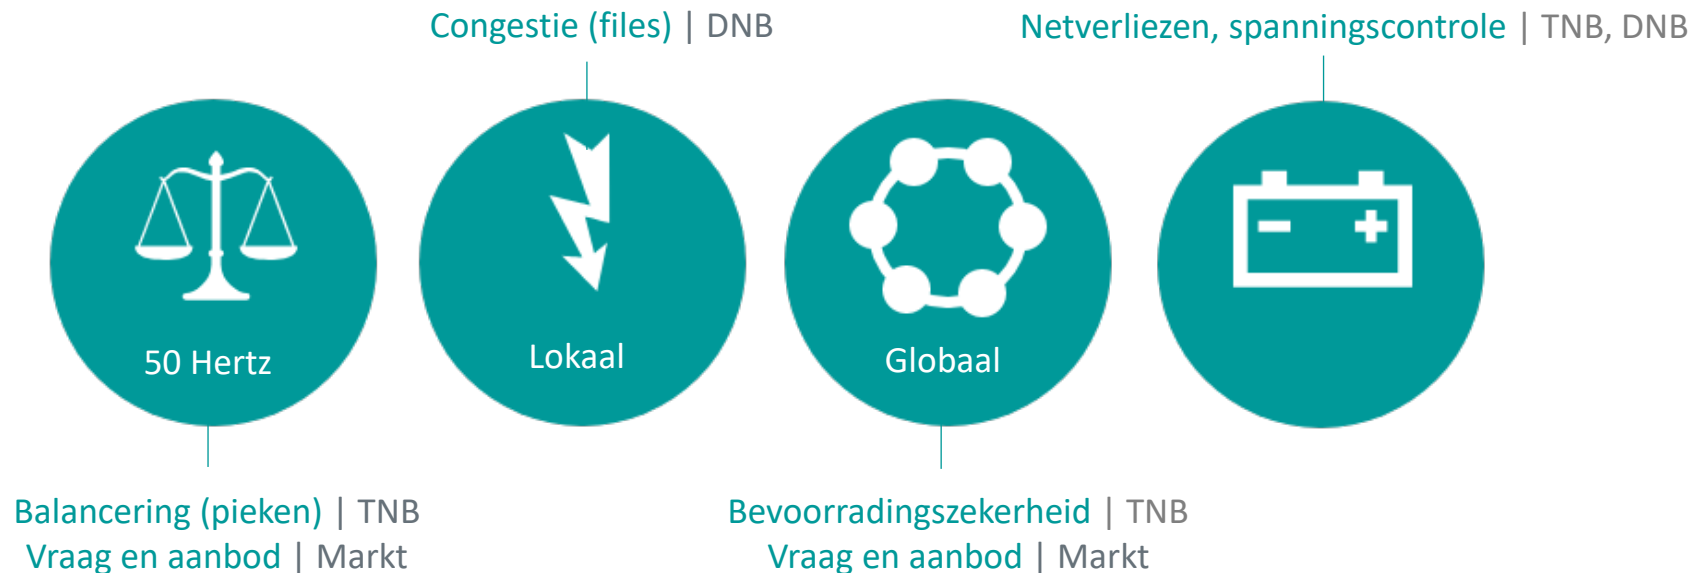 Congestie (files) | DNB
Netverliezen, spanningscontrole | TNB, DNB
50 Hertz
Lokaal
Globaal
Balancering (pieken) | TNB
Vraag en aanbod | Markt
Bevoorradingszekerheid | TNB
Vraag en aanbod | Markt